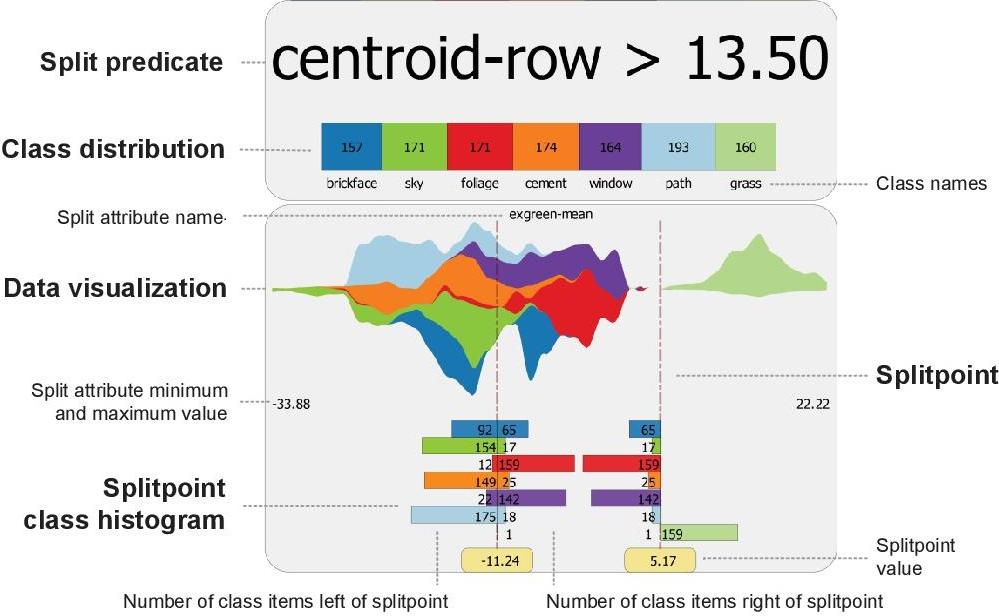 Split predicate
centroid-row > 13.50
Class distribution
157 171 171 174 164 193 160
brickface sky foliage cement window path grass
Class names
Split attribute name
exgreen-mean
Data visualization
Splitpoint
Split attribute minimum
and maximum value
-33.88
22.22
92 65 65
154 17 17
12 159 159
149 25 25
22 142 142
175 18 18
1 1 159
Splitpoint
class histogram
-11.24 5.17
Splitpoint
value
Number of class items left of splitpoint
Number of class items right of splitpoint